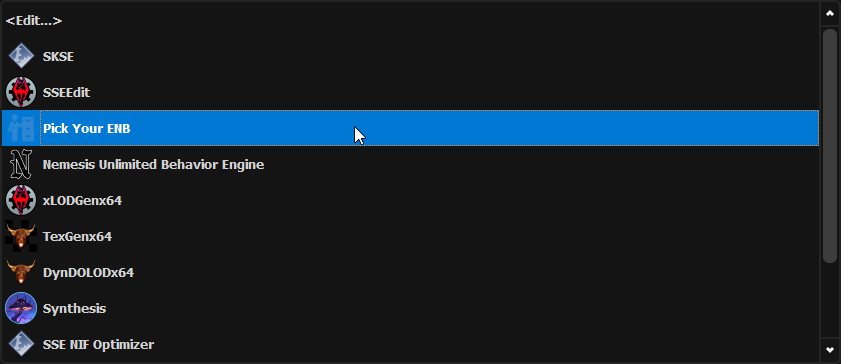 <Edit...>
SKSE
SSEEdit
Pick Your ENB
Nemesis Unlimited Behavior Engine
xLODGenx64
TexGenx64
DynDOLODx64
Synthesis
SSE NIF Optimizer